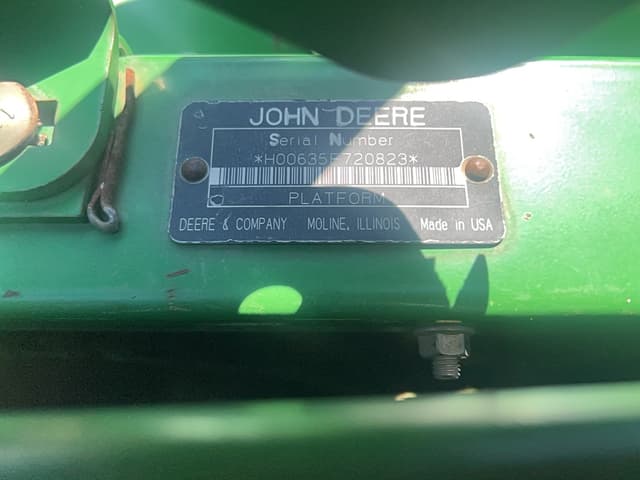 JOHN DEERE
Serial Number
*H00635F720823*
PLATFORM
DEERE & COMPANY MOLINE, ILLINOIS Made in USA